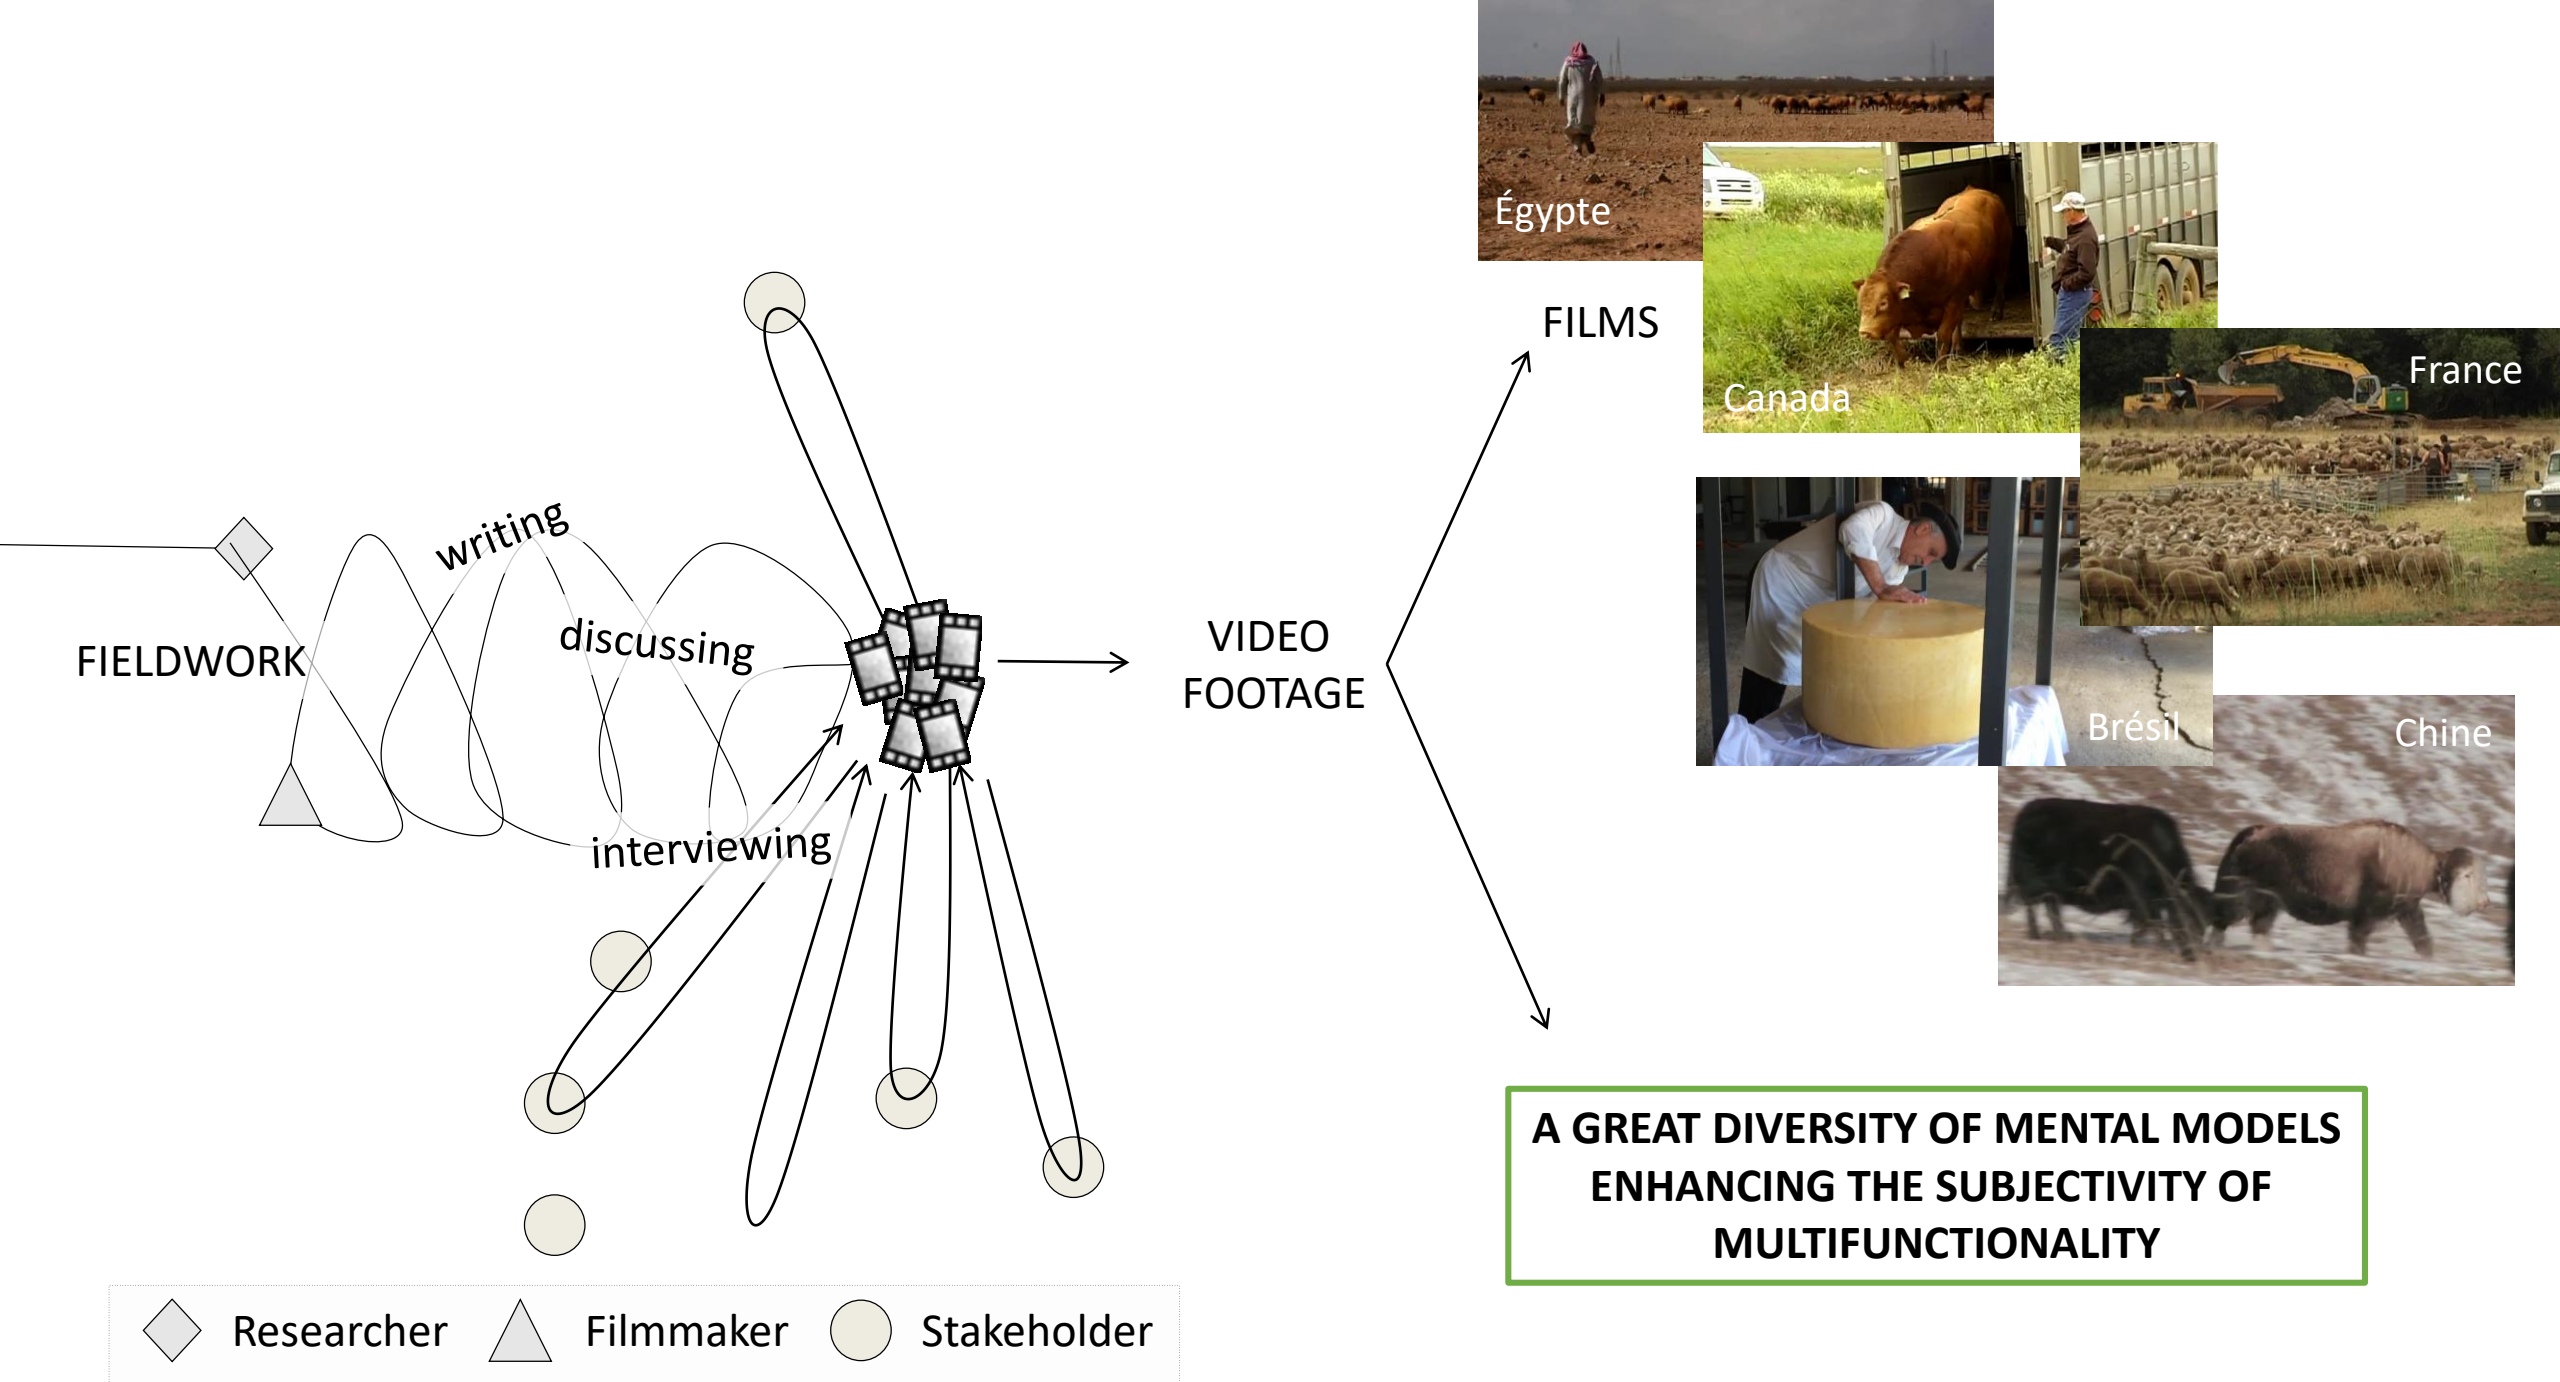 FIELDWORK
writing
discussing
interviewing
VIDEO
FOOTAGE
FILMS
Égypte
Canada
France
Brésil
Chine
A GREAT DIVERSITY OF MENTAL MODELS
ENHANCING THE SUBJECTIVITY OF
MULTIFUNCTIONALITY
Researcher
Filmmaker
Stakeholder